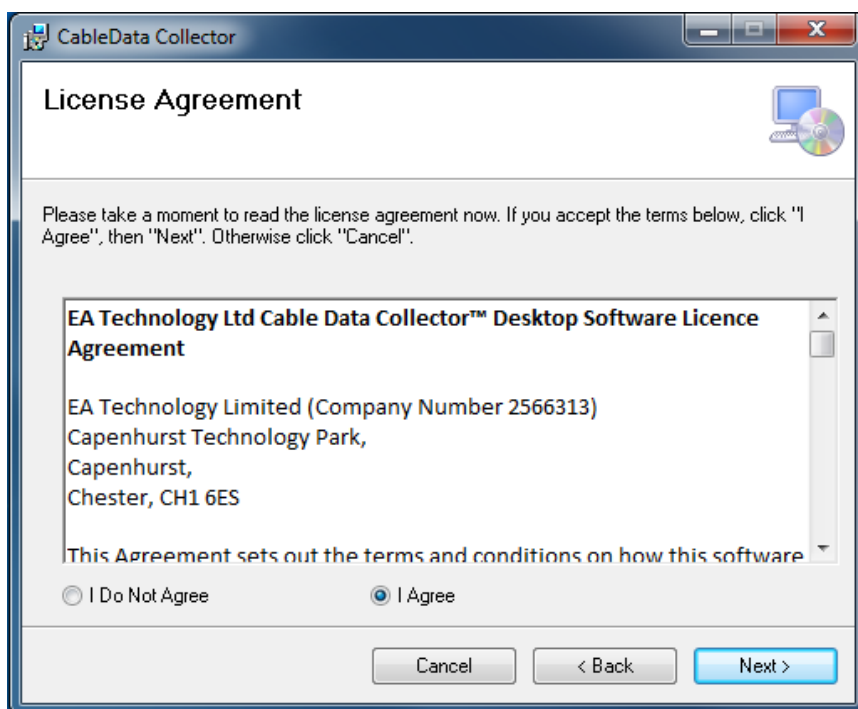 CableData Collector
License Agreement
Please take a moment to read the license agreement now. If you accept the terms below, click "I
Agree", then "Next". Otherwise click "Cancel".
EA Technology Ltd Cable Data Collector™ Desktop Software Licence
Agreement
EA Technology Limited (Company Number 2566313)
Capenhurst Technology Park,
Capenhurst,
Chester, CH1 6ES
This Agreement sets out the terms and conditions on how this software
I Do Not Agree
I Agree
Cancel
< Back
Next >